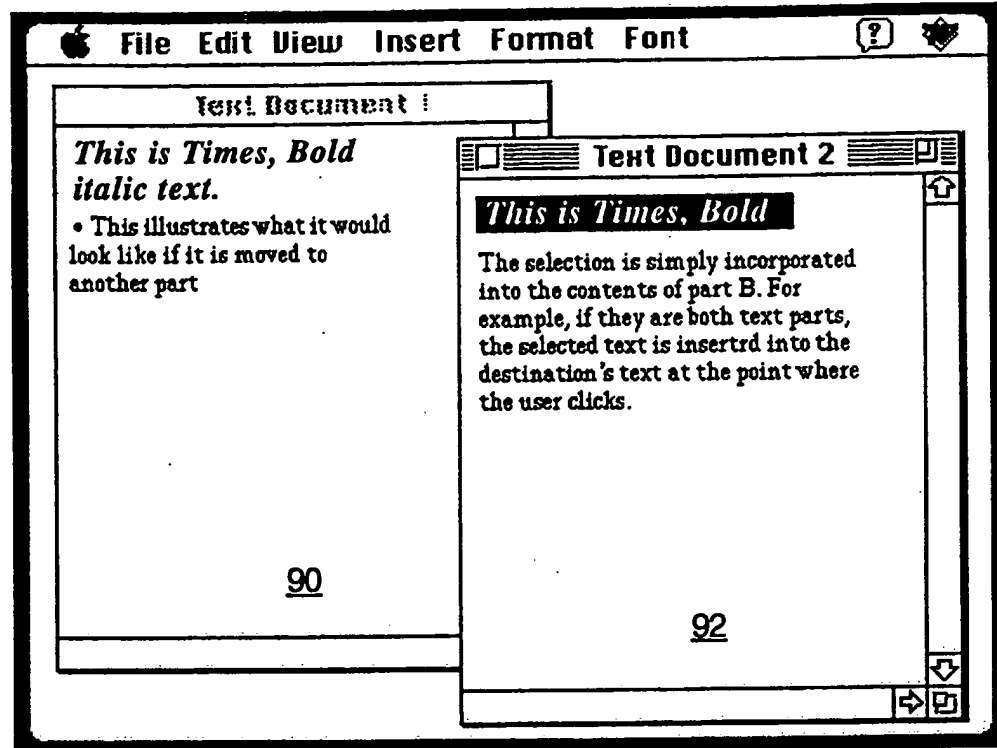 File Edit View Insert Format Font
Text Document 1
This is Times, Bold
italic text.
• This illustrates what it would
look like if it is moved to
another part
90
Text Document 2
This is Times, Bold
The selection is simply incorporated
into the contents of part B. For
example, if they are both text parts,
the selected text is insertrd into the
destination's text at the point where
the user clicks.
92